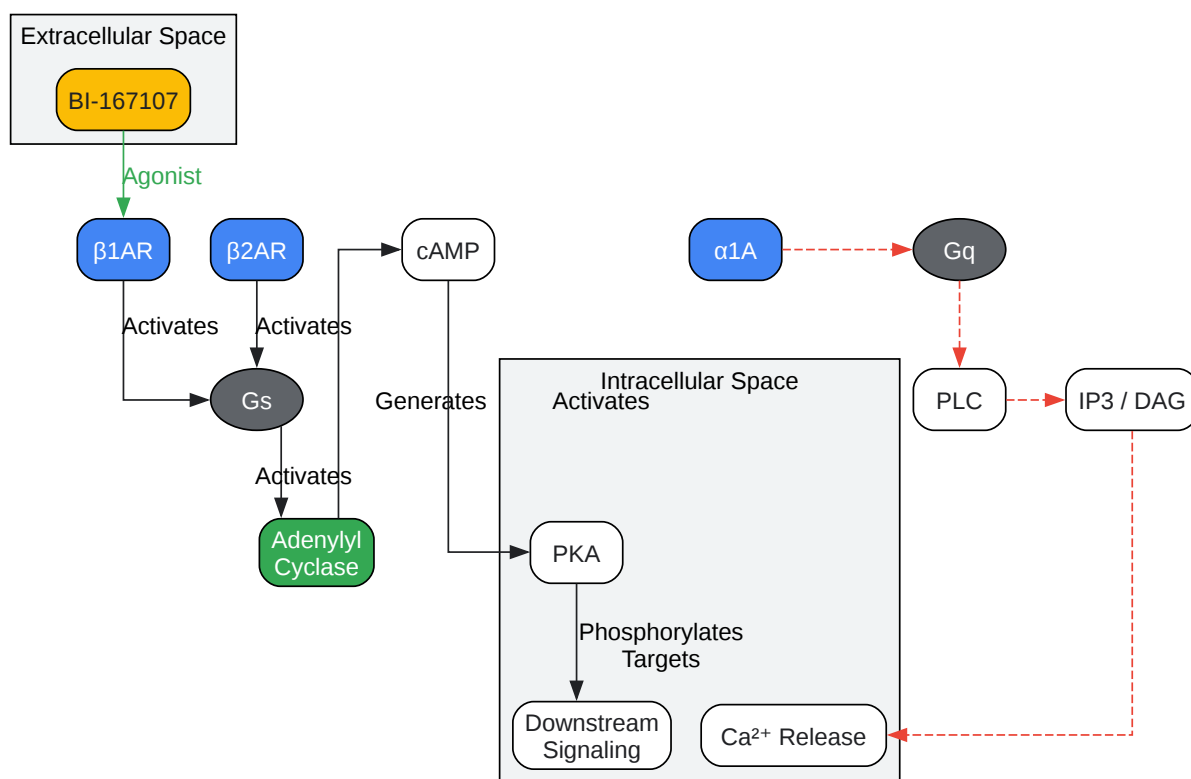 Extracellular Space
BI-167107
Agonist
β1AR
β2AR
cAMP
α1A
Gq
Activates
Activates
Gs
Generates
Intracellular Space
Activates
PLC
IP3 / DAG
Activates
Adenylyl
Cyclase
PKA
Phosphorylates
Targets
Downstream
Signaling
Ca²⁺ Release